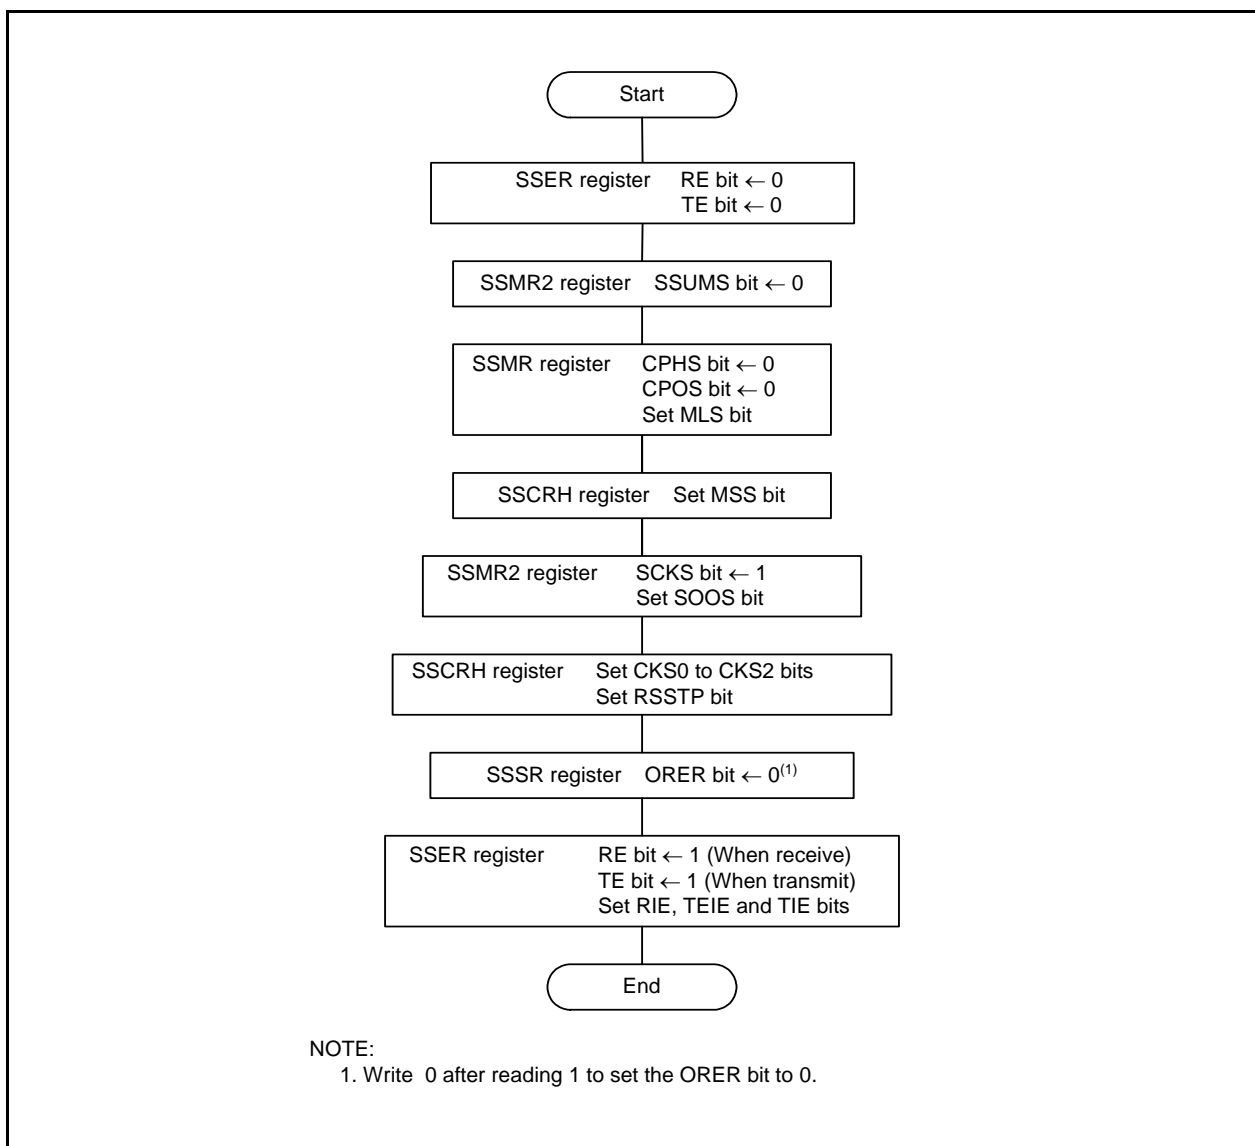 Start
SSER register RE bit ← 0
TE bit ← 0
SSMR2 register SSUMS bit ← 0
SSMR register CPHS bit ← 0
CPOS bit ← 0
Set MLS bit
SSCRH register Set MSS bit
SSMR2 register SCKS bit ← 1
Set SOOS bit
SSCRH register Set CKS0 to CKS2 bits
Set RSSTP bit
SSSR register ORER bit ← 0(1)
SSER register RE bit ← 1 (When receive)
TE bit ← 1 (When transmit)
Set RIE, TEIE and TIE bits
End
NOTE:
1. Write 0 after reading 1 to set the ORER bit to 0.